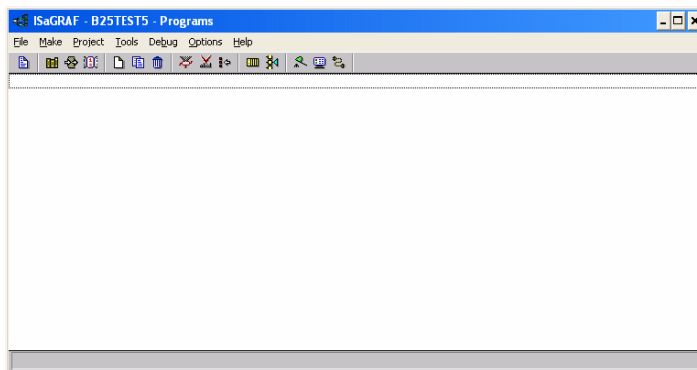 ISaGRAF - B25TEST5 - Programs
File Make Project Tools Debug Options Help